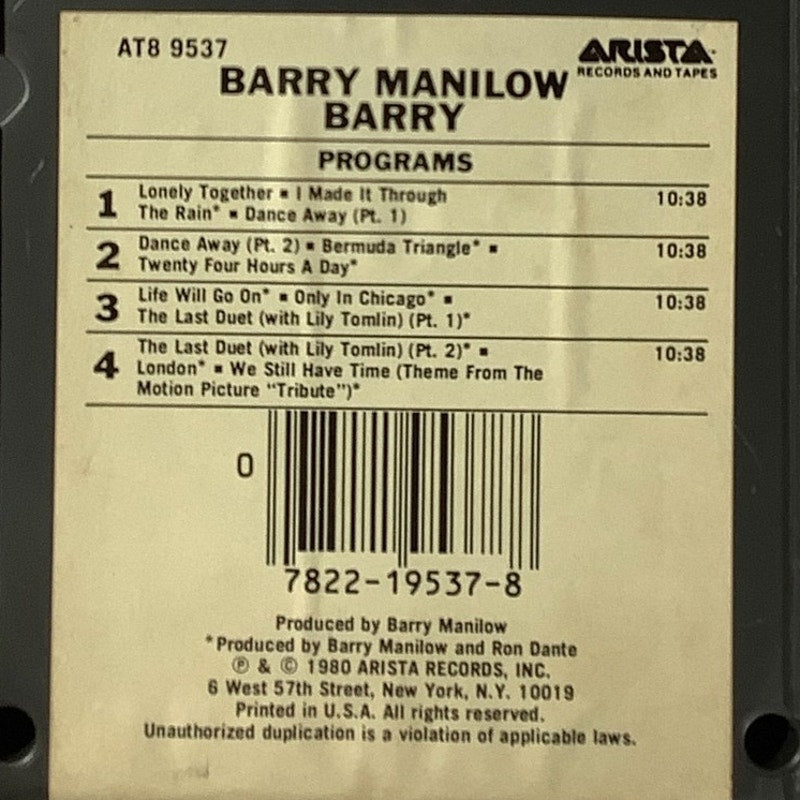 AT8 9537
ARISTA
RECORDS AND TAPES
BARRY MANILOW
BARRY
PROGRAMS
1 Lonely Together ▪ I Made It Through 10:38
The Rain* ▪ Dance Away (Pt. 1)
2 Dance Away (Pt. 2) ▪ Bermuda Triangle* ▪ 10:38
Twenty Four Hours A Day*
3 Life Will Go On* ▪ Only In Chicago* ▪ 10:38
The Last Duet (with Lily Tomlin) (Pt. 1)*
4 The Last Duet (with Lily Tomlin) (Pt. 2)* ▪ 10:38
London* ▪ We Still Have Time (Theme From The
Motion Picture “Tribute”)*
0
7822-19537-8
Produced by Barry Manilow
*Produced by Barry Manilow and Ron Dante
℗ & © 1980 ARISTA RECORDS, INC.
6 West 57th Street, New York, N.Y. 10019
Printed in U.S.A. All rights reserved.
Unauthorized duplication is a violation of applicable laws.